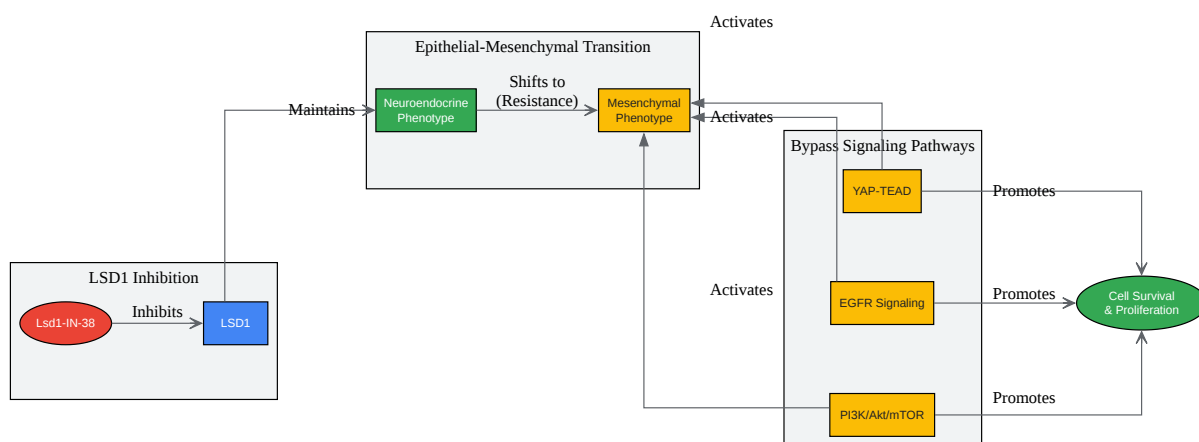 Activates
Epithelial-Mesenchymal Transition
Shifts to
(Resistance)
Neuroendocrine
Phenotype
Mesenchymal
Phenotype
Maintains
Activates
Bypass Signaling Pathways
YAP-TEAD
Promotes
LSD1 Inhibition
Lsd1-IN-38
Inhibits
LSD1
Activates
EGFR Signaling
Promotes
Cell Survival
& Proliferation
PI3K/Akt/mTOR
Promotes